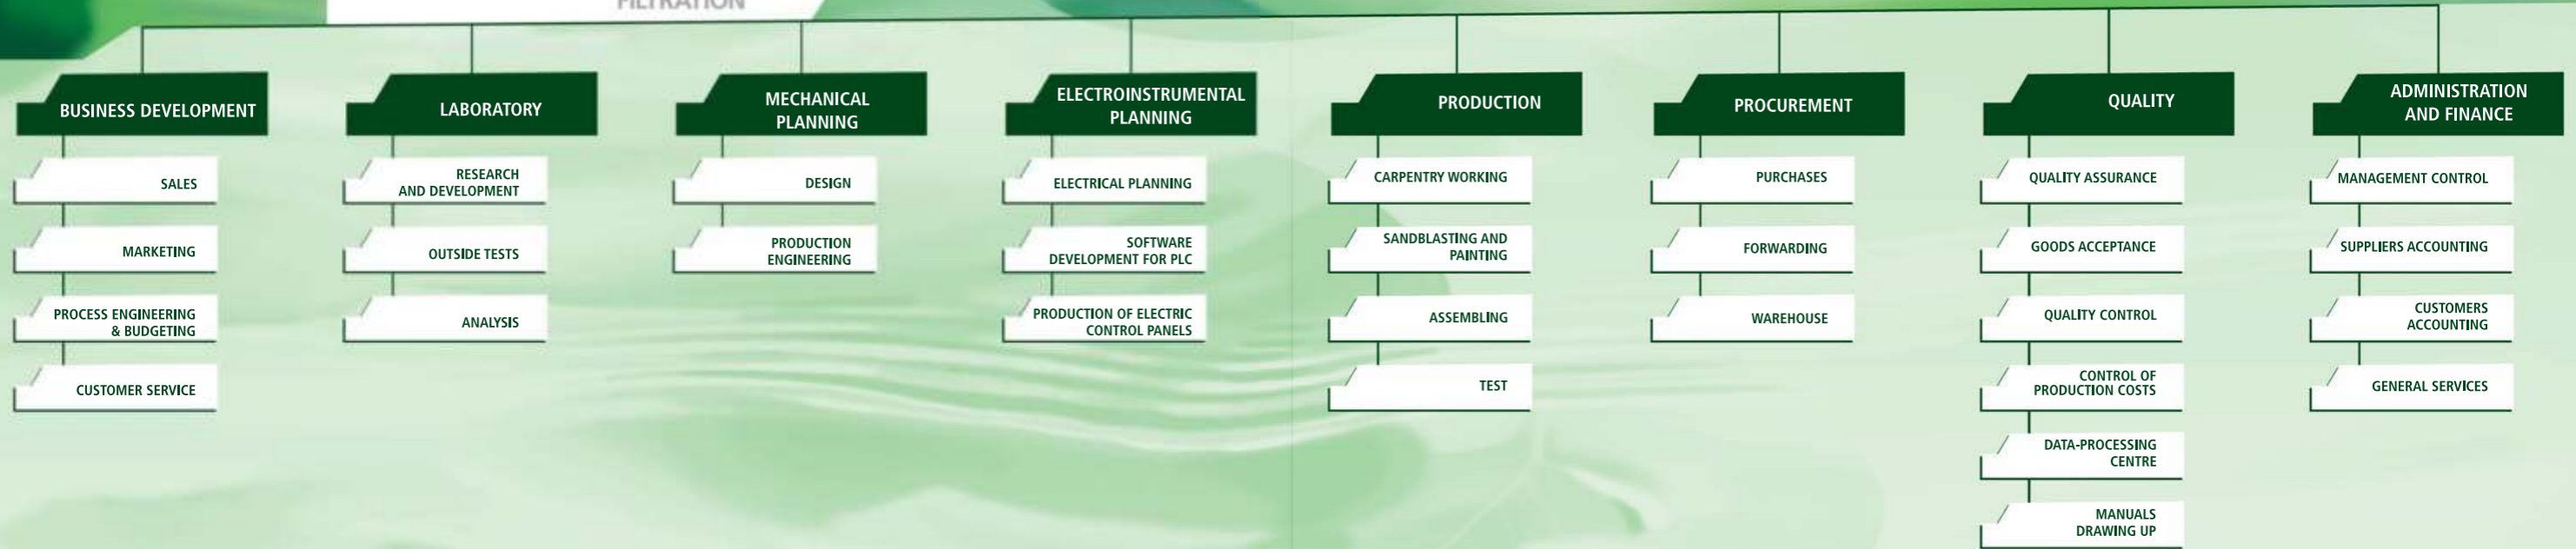 FILTRATION
BUSINESS DEVELOPMENT
SALES
MARKETING
PROCESS ENGINEERING
& BUDGETING
CUSTOMER SERVICE
LABORATORY
RESEARCH
AND DEVELOPMENT
OUTSIDE TESTS
ANALYSIS
MECHANICAL
PLANNING
DESIGN
PRODUCTION
ENGINEERING
ELECTROINSTRUMENTAL
PLANNING
ELECTRICAL PLANNING
SOFTWARE
DEVELOPMENT FOR PLC
PRODUCTION OF ELECTRIC
CONTROL PANELS
PRODUCTION
CARPENTRY WORKING
SANDBLASTING AND
PAINTING
ASSEMBLING
TEST
PROCUREMENT
PURCHASES
FORWARDING
WAREHOUSE
QUALITY
QUALITY ASSURANCE
GOODS ACCEPTANCE
QUALITY CONTROL
CONTROL OF
PRODUCTION COSTS
DATA-PROCESSING
CENTRE
MANUALS
DRAWING UP
ADMINISTRATION
AND FINANCE
MANAGEMENT CONTROL
SUPPLIERS ACCOUNTING
CUSTOMERS
ACCOUNTING
GENERAL SERVICES